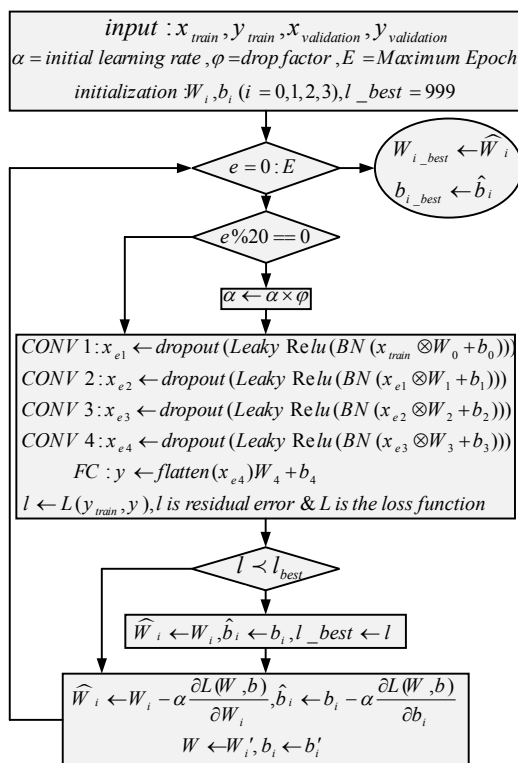 input : x_train , y_train , x_validation , y_validation
α = initial learning rate , φ = drop factor , E = Maximum Epoch
initialization : W_i , b_i (i = 0,1,2,3) , l _ best = 999
e = 0 : E
W_i_best ← Ŵ_i
b_i_best ← b̂_i
e%20 == 0
α ← α × φ
CONV 1 : x_e1 ← dropout (Leaky Relu (BN (x_train ⊗ W_0 + b_0)))
CONV 2 : x_e2 ← dropout (Leaky Relu (BN (x_e1 ⊗ W_1 + b_1)))
CONV 3 : x_e3 ← dropout (Leaky Relu (BN (x_e2 ⊗ W_2 + b_2)))
CONV 4 : x_e4 ← dropout (Leaky Relu (BN (x_e3 ⊗ W_3 + b_3)))
FC : y ← flatten (x_e4) W_4 + b_4
l ← L (y_train , y) , l is residual error & L is the loss function
l ≺ l_best
Ŵ_i ← W_i , b̂_i ← b_i , l _ best ← l
Ŵ_i ← W_i − α ∂L(W ,b)/∂W_i , b̂_i ← b_i − α ∂L(W ,b)/∂b_i
W ← W_i′ , b_i ← b_i′